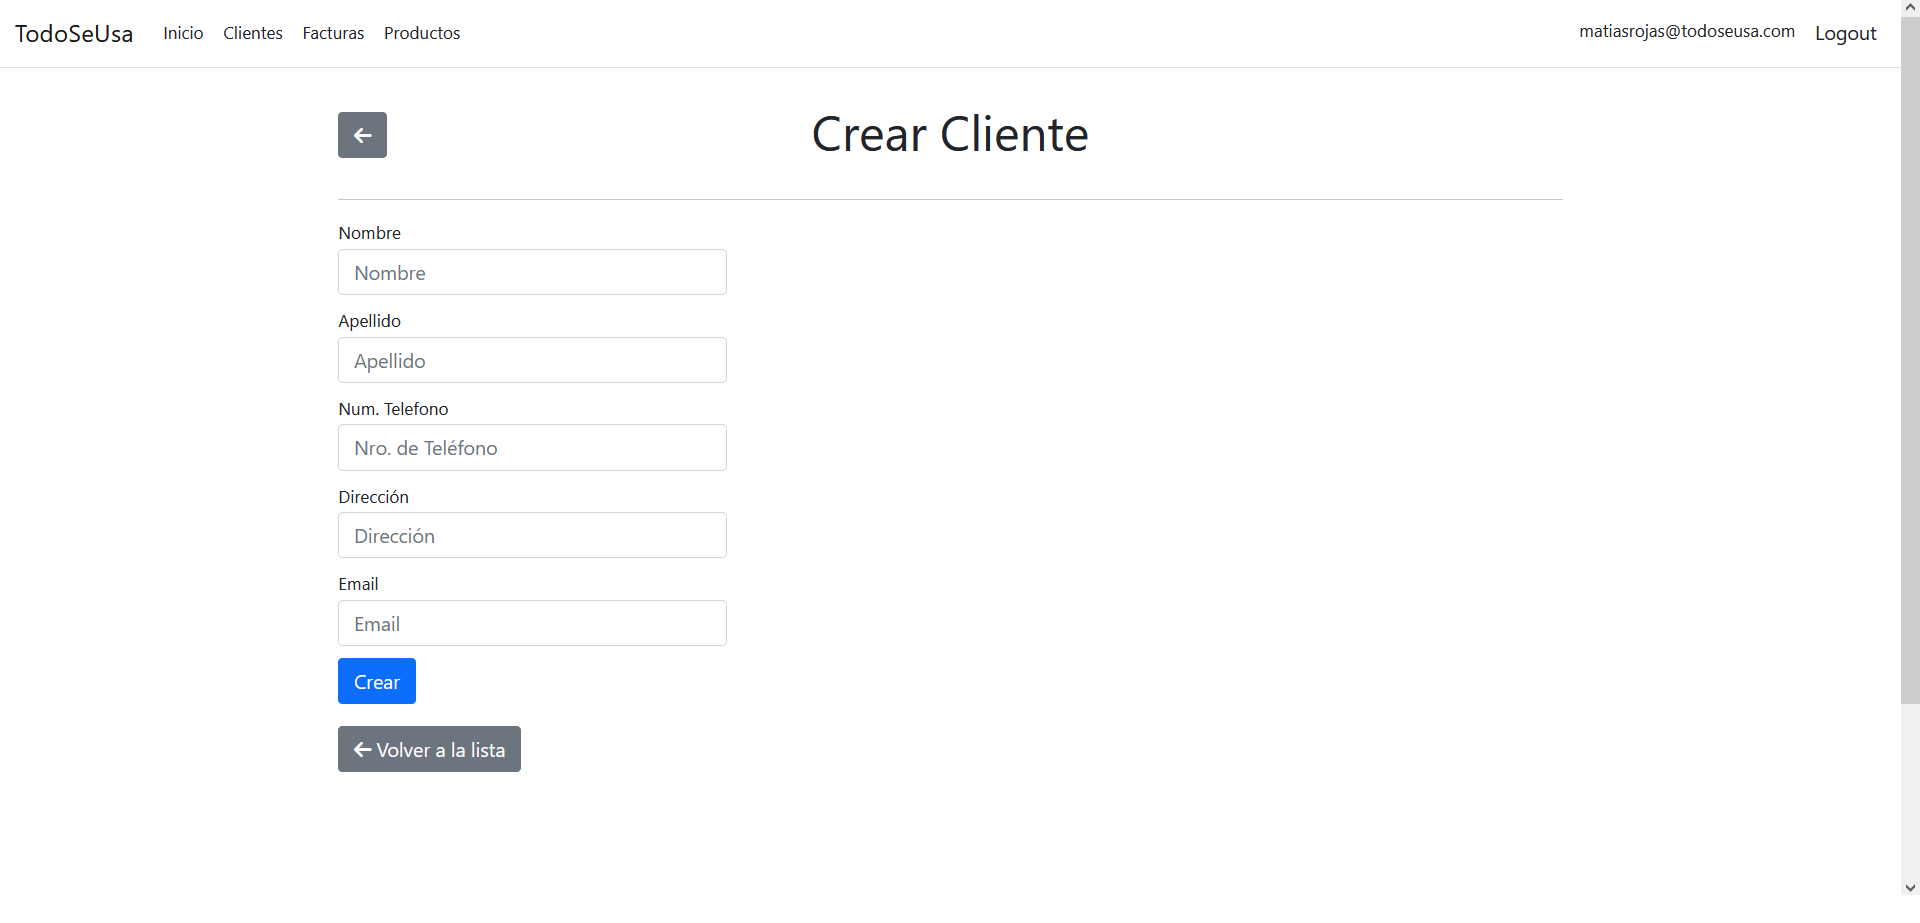 TodoSeUsa Inicio Clientes Facturas Productos matiasrojas@todoseusa.com Logout
Crear Cliente
Nombre
Nombre
Apellido
Apellido
Num. Telefono
Nro. de Teléfono
Dirección
Dirección
Email
Email
Crear
Volver a la lista